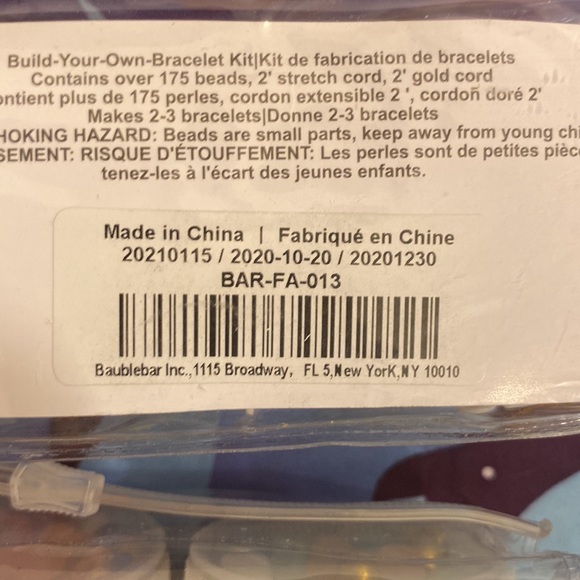 Build-Your-Own-Bracelet Kit|Kit de fabrication de bracelets
Contains over 175 beads, 2' stretch cord, 2' gold cord
ontient plus de 175 perles, cordon extensible 2 ', cordon doré 2'
Makes 2-3 bracelets|Donne 2-3 bracelets
HOKING HAZARD: Beads are small parts, keep away from young chi
SEMENT: RISQUE D'ÉTOUFFEMENT: Les perles sont de petites pièc
tenez-les à l'écart des jeunes enfants.
Made in China | Fabriqué en Chine
20210115 / 2020-10-20 / 20201230
BAR-FA-013
Baublebar Inc.,1115 Broadway, FL 5,New YorK,NY 10010